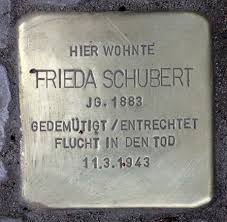 HIER WOHNTE
FRIEDA SCHUBERT
JG. 1883
GEDEMÜTIGT / ENTRECHTET
FLUCHT IN DEN TOD
11.3.1943